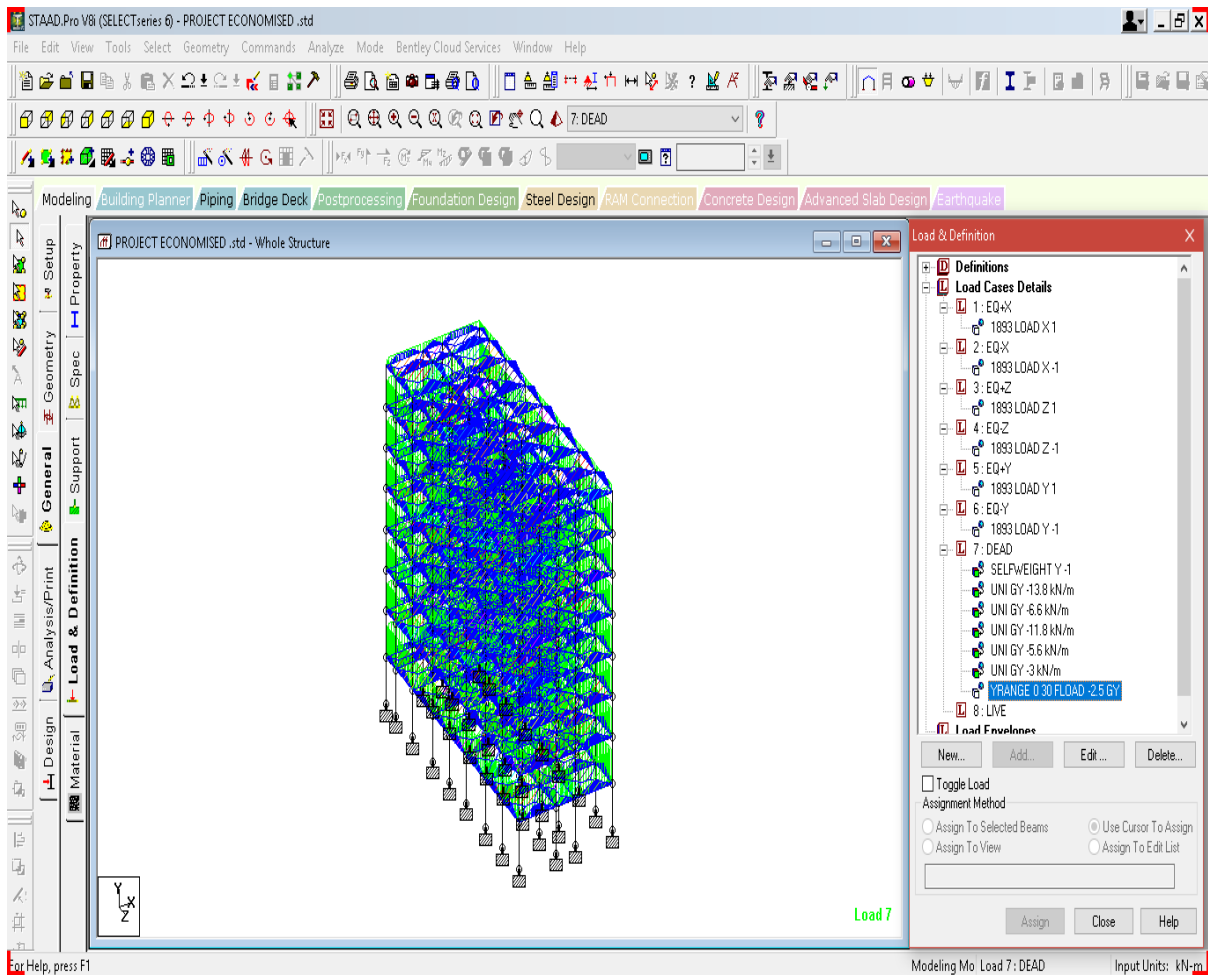 STAAD.Pro V8i (SELECTseries 6) - PROJECT ECONOMISED .std
File Edit View Tools Select Geometry Commands Analyze Mode Bentley Cloud Services Window Help
7: DEAD
Modeling Building Planner Piping Bridge Deck Postprocessing Foundation Design Steel Design RAM Connection Concrete Design Advanced Slab Design Earthquake
Setup
Geometry
General
Analysis/Print
Design
Property
Spec
Support
Load & Definition
Material
PROJECT ECONOMISED .std - Whole Structure
Y
X
Z
Load 7
Load & Definition
Definitions
Load Cases Details
1 : EQ+X
1893 LOAD X 1
2 : EQ-X
1893 LOAD X -1
3 : EQ+Z
1893 LOAD Z 1
4 : EQ-Z
1893 LOAD Z -1
5 : EQ+Y
1893 LOAD Y 1
6 : EQ-Y
1893 LOAD Y -1
7 : DEAD
SELFWEIGHT Y -1
UNI GY -13.8 kN/m
UNI GY -6.6 kN/m
UNI GY -11.8 kN/m
UNI GY -5.6 kN/m
UNI GY -3 kN/m
YRANGE 0 30 FLOAD -2.5 GY
8 : LIVE
Load Envelopes
New... Add... Edit ... Delete...
Toggle Load
Assignment Method
Assign To Selected Beams Use Cursor To Assign
Assign To View Assign To Edit List
Assign Close Help
For Help, press F1 Modeling Mo Load 7 : DEAD Input Units: kN-m